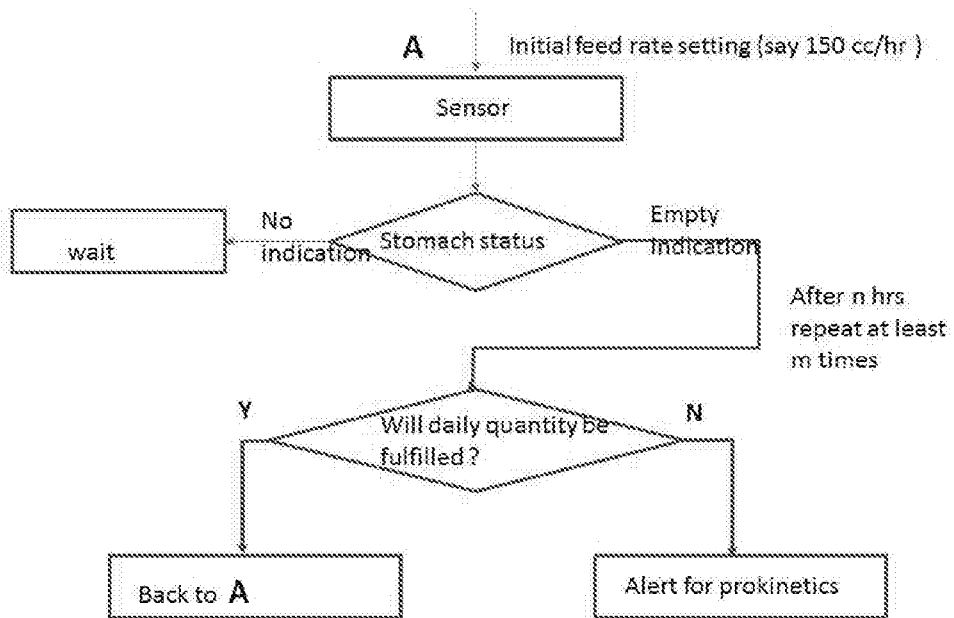 A
Initial feed rate setting (say 150 cc/hr )
Sensor
No
indication
Stomach status
Empty
Indication
wait
After n hrs
repeat at least
m times
Y
Will daily quantity be
fulfilled ?
N
Back to A
Alert for prokinetics